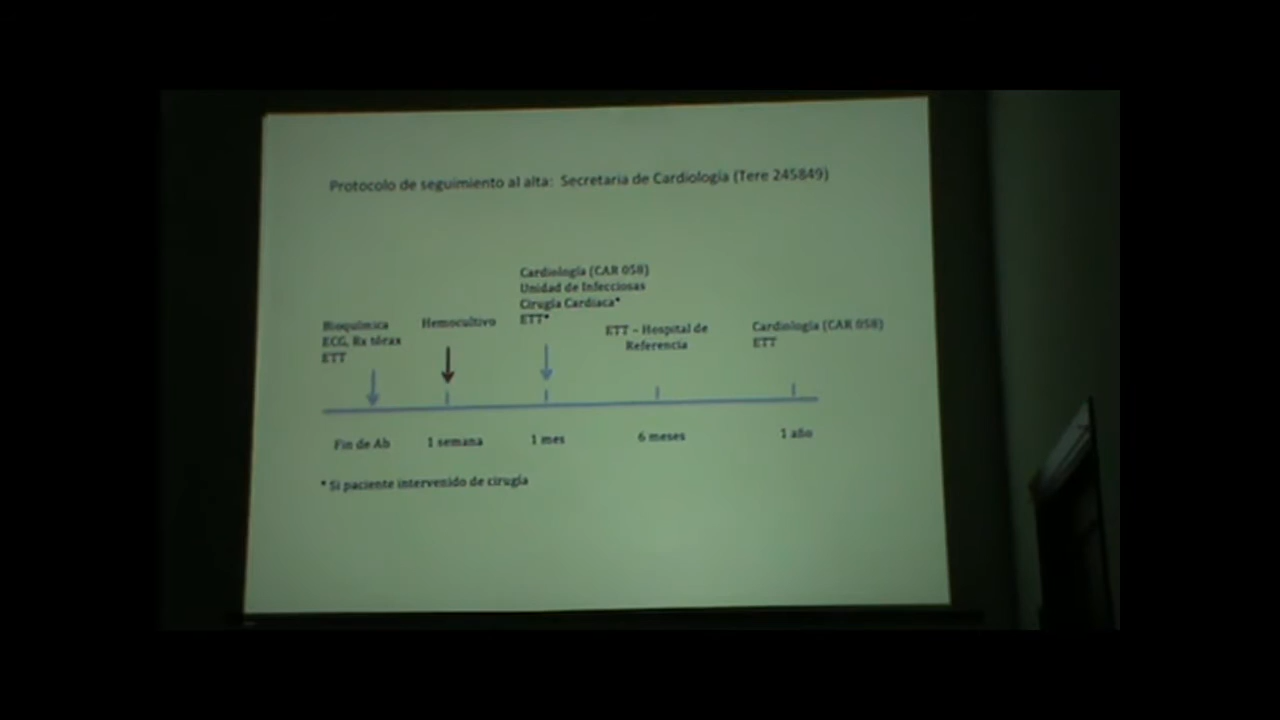 Protocolo de seguimiento al alta: Secretaria de Cardiología (Tere 245849)
Cardiología (CAR 058)
Unidad de Infecciosas
Cirugía Cardiaca*
ETT*
Bioquímica
ECG, Rx tórax
ETT
Hemocultivo
ETT – Hospital de
Referencia
Cardiología (CAR 058)
ETT
Fin de Ab
1 semana
1 mes
6 meses
1 año
* Si paciente intervenido de cirugía